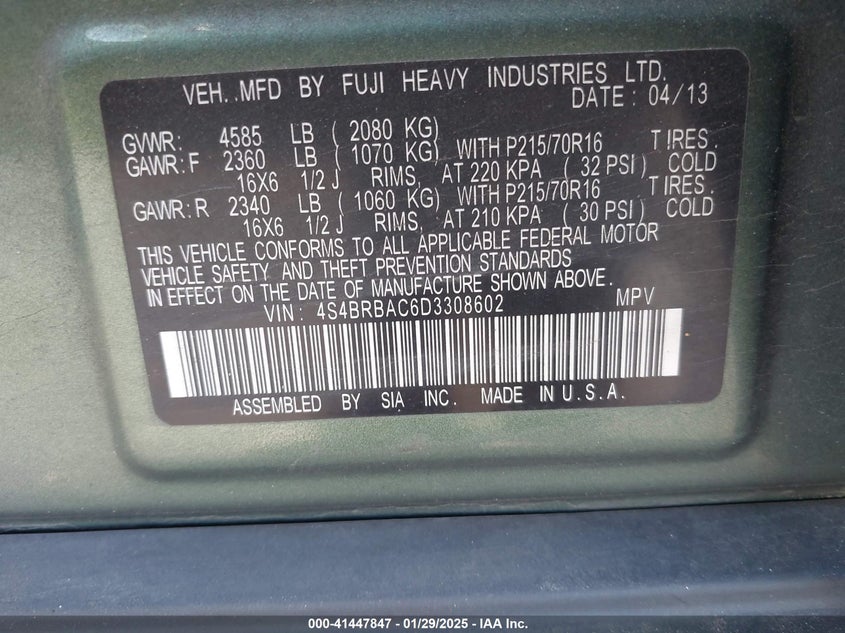 VEH. .MFD BY FUJI HEAVY INDUSTRIES LTD.
DATE: 04/13
GVWR: 4585 LB ( 2080 KG)
GAWR: F 2360 LB ( 1070 KG) WITH P215/70R16 TIRES.
16X6 1/2 J RIMS, AT 220 KPA ( 32 PSI) COLD
GAWR: R 2340 LB ( 1060 KG) WITH P215/70R16 TIRES.
16X6 1/2 J RIMS, AT 210 KPA ( 30 PSI) COLD
THIS VEHICLE CONFORMS TO ALL APPLICABLE FEDERAL MOTOR
VEHICLE SAFETY AND THEFT PREVENTION STANDARDS
IN EFFECT ON THE DATE OF MANUFACTURE SHOWN ABOVE.
VIN : 4S4BRBAC6D3308602 MPV
ASSEMBLED BY SIA INC. MADE IN U.S.A.
000-41447847 - 01/29/2025 - IAA Inc.